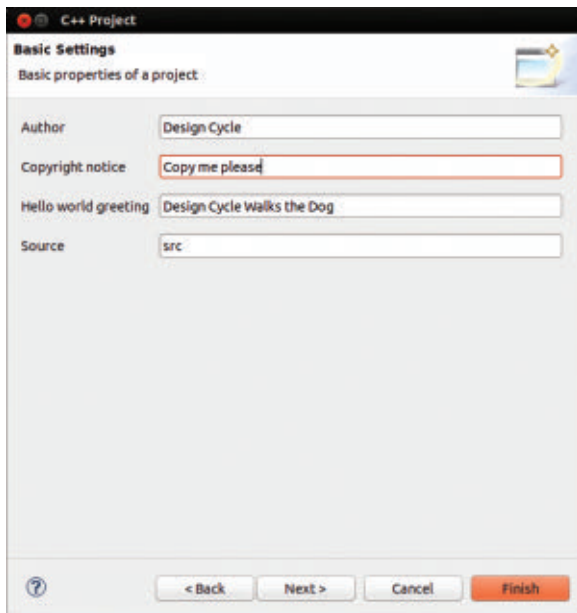 C++ Project
Basic Settings
Basic properties of a project
Author Design Cycle
Copyright notice Copy me please
Hello world greeting Design Cycle Walks the Dog
Source src
? < Back Next > Cancel Finish